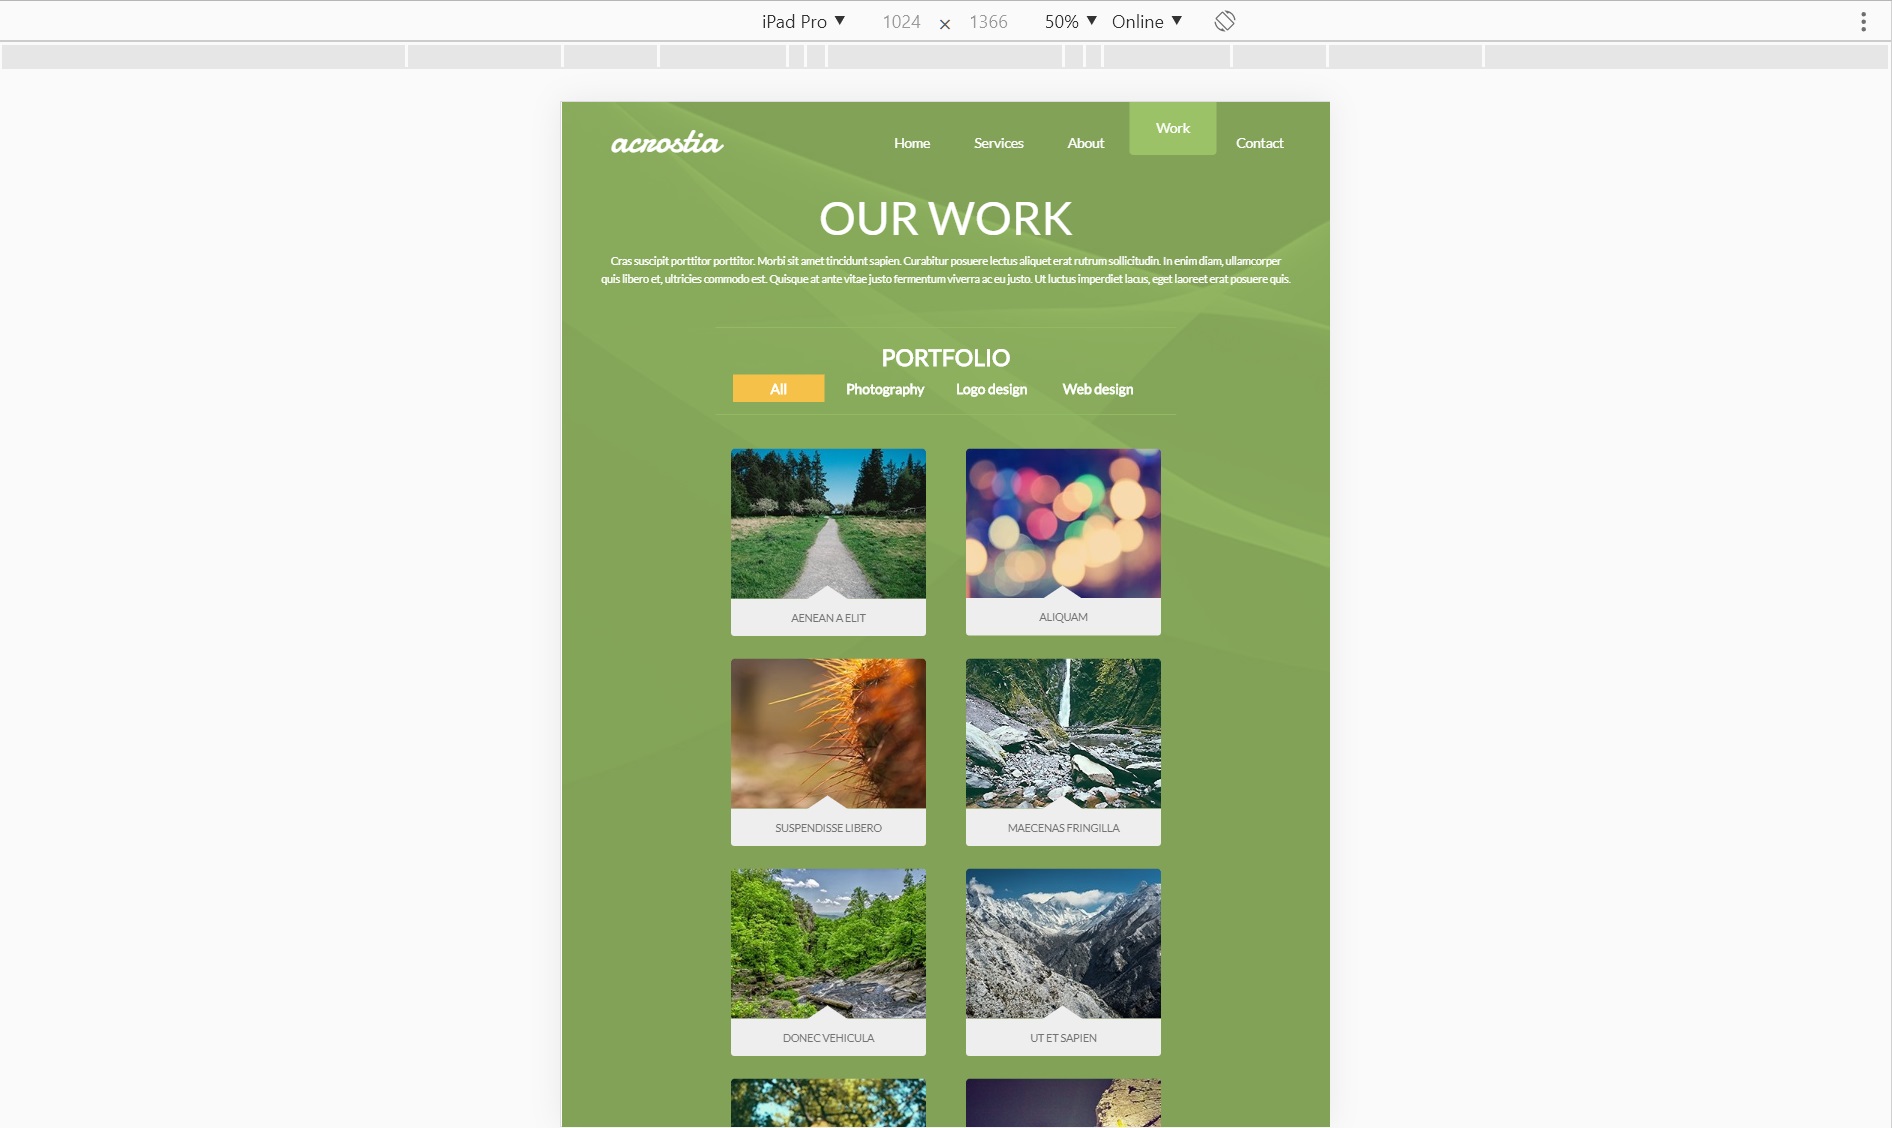 iPad Pro ▼ 1024 × 1366 50% ▼ Online ▼
acrostia Home Services About Work Contact
OUR WORK
Cras suscipit porttitor porttitor. Morbi sit amet tincidunt sapien. Curabitur posuere lectus aliquet erat rutrum sollicitudin. In enim diam, ullamcorper
quis libero et, ultricies commodo est. Quisque at ante vitae justo fermentum viverra ac eu justo. Ut luctus imperdiet lacus, eget laoreet erat posuere quis.
PORTFOLIO
All Photography Logo design Web design
AENEAN A ELIT ALIQUAM
SUSPENDISSE LIBERO MAECENAS FRINGILLA
DONEC VEHICULA UT ET SAPIEN